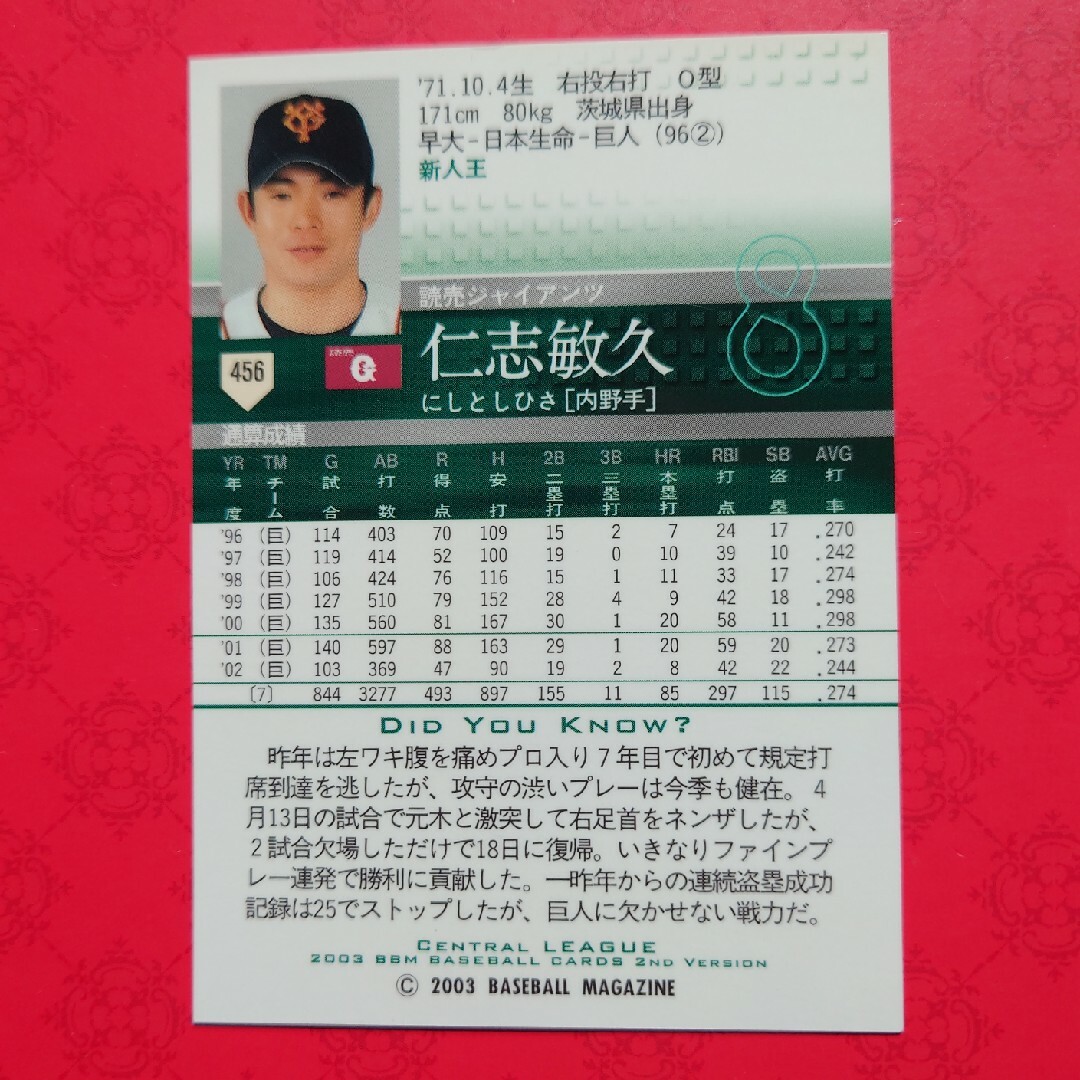 '71.10.4生 右投右打 O型
171cm 80kg 茨城県出身
早大-日本生命-巨人 (96②)
新人王
読売ジャイアンツ
8
仁志敏久
456
G
にしとしひさ[内野手]
通算成績
YR TM G AB R H 2B 3B HR RBI SB AVG
年度 チーム 試合 打数 得点 安打 二塁打 三塁打 本塁打 打点 盗塁 打率
'96 (巨) 114 403 70 109 15 2 7 24 17 .270
'97 (巨) 119 414 52 100 19 0 10 39 10 .242
'98 (巨) 106 424 76 116 15 1 11 33 17 .274
'99 (巨) 127 510 79 152 28 4 9 42 18 .298
'00 (巨) 135 560 81 167 30 1 20 58 11 .298
'01 (巨) 140 597 88 163 29 1 20 59 20 .273
'02 (巨) 103 369 47 90 19 2 8 42 22 .244
〔7〕 844 3277 493 897 155 11 85 297 115 .274
DID YOU KNOW?
昨年は左ワキ腹を痛めプロ入り7年目で初めて規定打
席到達を逃したが、攻守の渋いプレーは今季も健在。4
月13日の試合で元木と激突して右足首をネンザしたが、
2試合欠場しただけで18日に復帰。いきなりファインプ
レー連発で勝利に貢献した。一昨年からの連続盗塁成功
記録は25でストップしたが、巨人に欠かせない戦力だ。
CENTRAL LEAGUE
2003 BBM BASEBALL CARDS 2ND VERSION
© 2003 BASEBALL MAGAZINE